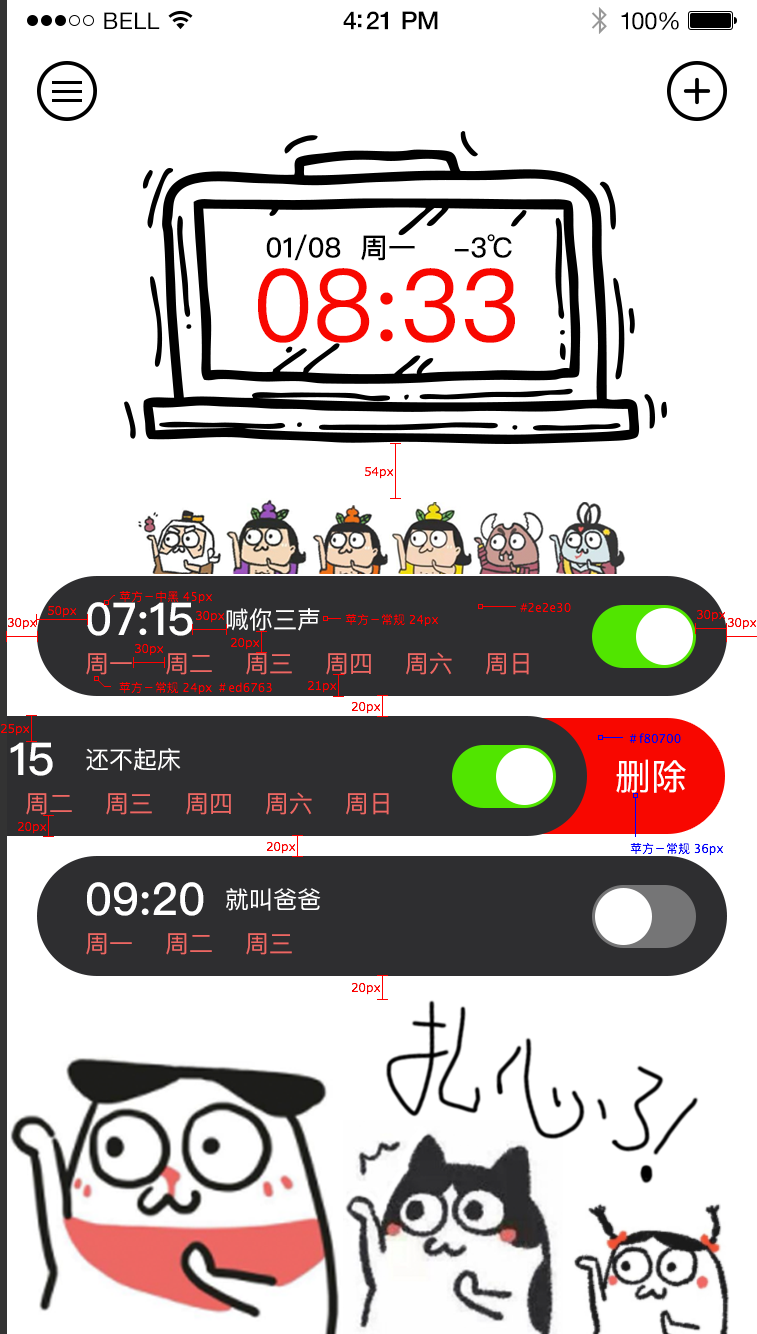 BELL 4:21 PM 100%
01/08 周一 -3℃
08:33
54px
苹方-中黑 45px
50px 07:15 30px 喊你三声 苹方-常规 24px #2e2e30
30px 30px 30px
20px
30px
周一 周二 周三 周四 周六 周日
苹方-常规 24px #ed6763 21px
20px
25px
#f80700
15 还不起床 删除
周二 周三 周四 周六 周日
20px
20px 苹方-常规 36px
09:20 就叫爸爸
周一 周二 周三
20px
扎心了!